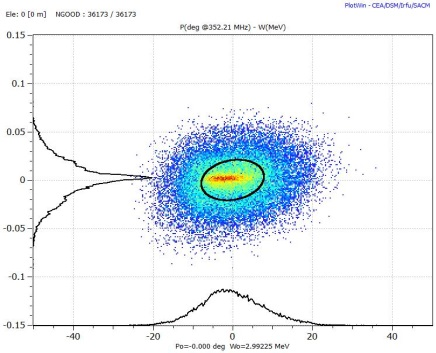 PlotWin - CEA/DSM/Irfu/SACM
Ele: 0 [0 m] NGOOD : 36173 / 36173
P(deg @352.21 MHz) - W(MeV)
0.15
0.1
0.05
0
-0.05
-0.1
-0.15
-40 -20 0 20 40
Po=-0.000 deg Wo=2.99225 MeV